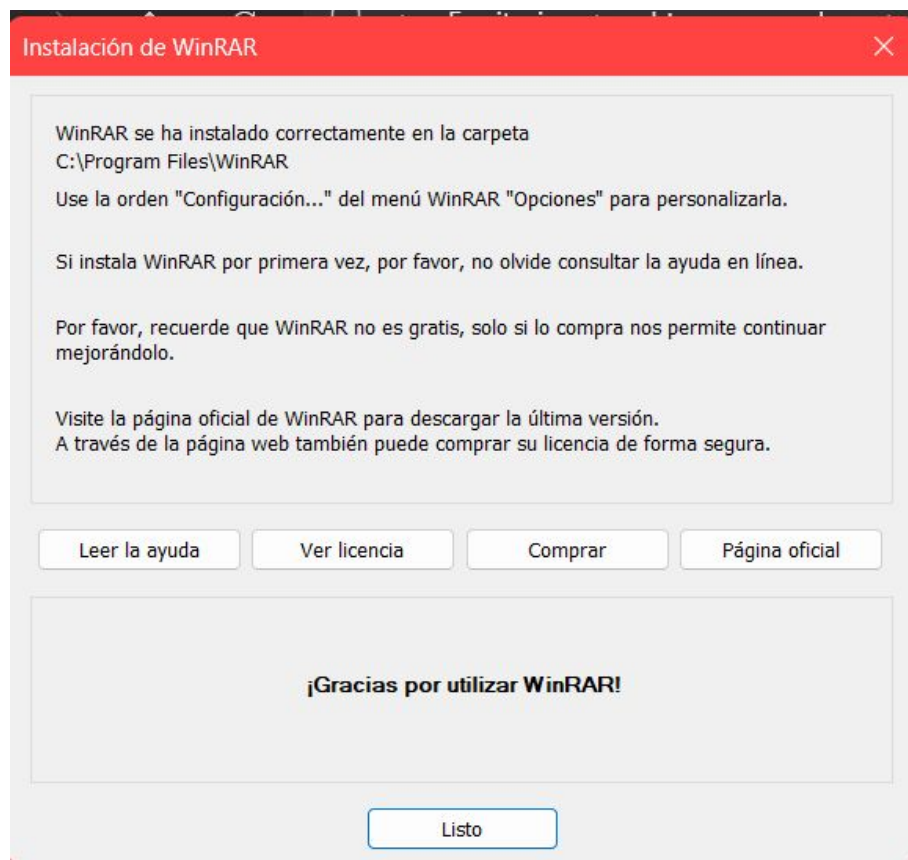 Instalación de WinRAR
WinRAR se ha instalado correctamente en la carpeta
C:\Program Files\WinRAR
Use la orden "Configuración..." del menú WinRAR "Opciones" para personalizarla.
Si instala WinRAR por primera vez, por favor, no olvide consultar la ayuda en línea.
Por favor, recuerde que WinRAR no es gratis, solo si lo compra nos permite continuar
mejorándolo.
Visite la página oficial de WinRAR para descargar la última versión.
A través de la página web también puede comprar su licencia de forma segura.
Leer la ayuda
Ver licencia
Comprar
Página oficial
¡Gracias por utilizar WinRAR!
Listo